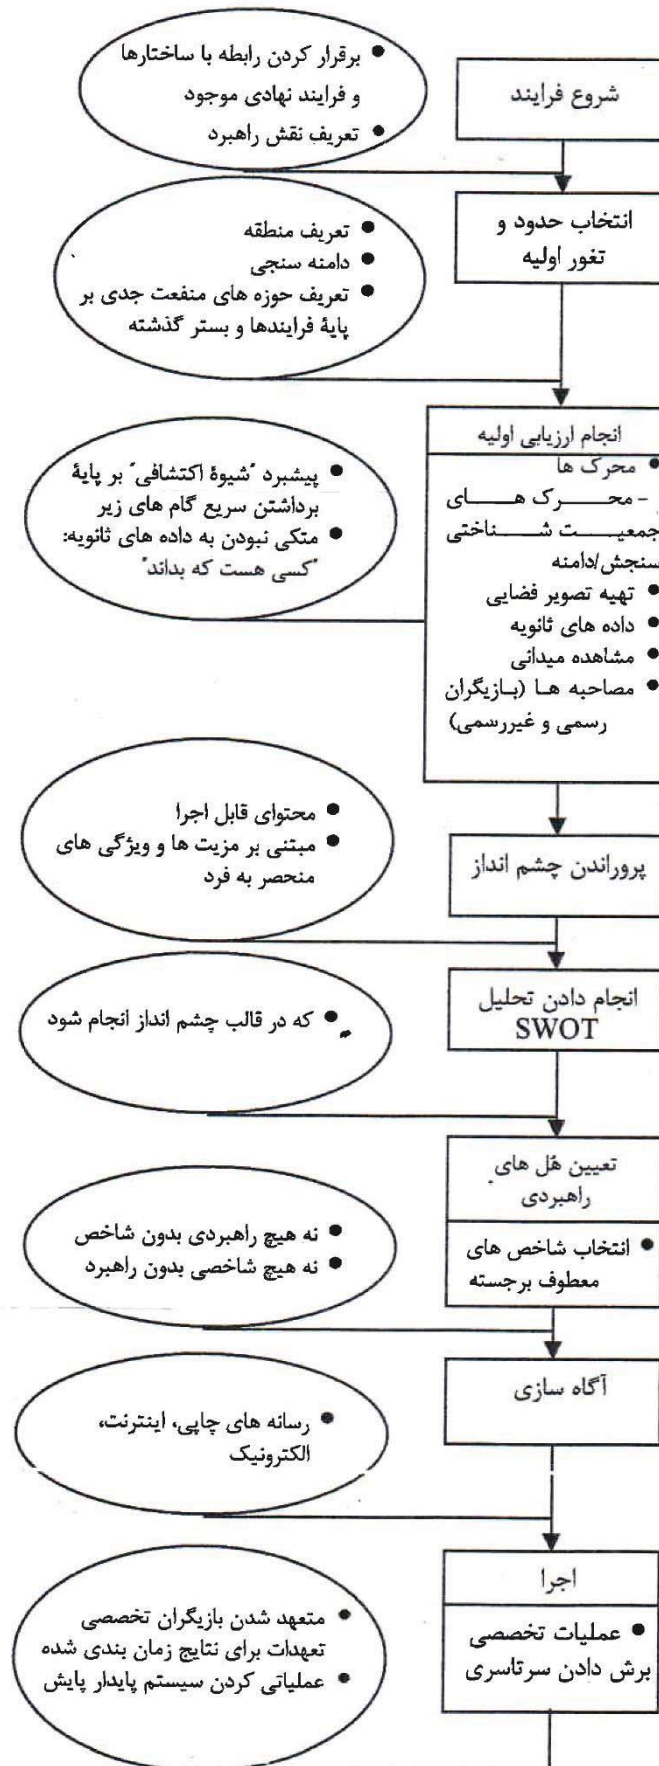 شروع فرایند
● برقرار کردن رابطه با ساختارها
و فرایند نهادی موجود
● تعریف نقش راهبرد
انتخاب حدود و
تغور اولیه
● تعریف منطقه
● دامنه سنجی
● تعریف حوزه های منفعت جدی بر
پایهٔ فرایندها و بستر گذشته
انجام ارزیابی اولیه
● محرک ها
- محرک های
جمعیت شناختی
سنجش/دامنه
● تهیه تصویر فضایی
● داده های ثانویه
● مشاهده میدانی
● مصاحبه ها (بازیگران
رسمی و غیررسمی)
● پیشبرد "شیوهٔ اکتشافی" بر پایهٔ
برداشتن سریع گام های زیر
● متکی نبودن به داده های ثانویه:
"کسی هست که بداند"
پروراندن چشم انداز
● محتوای قابل اجرا
● مبتنی بر مزیت ها و ویژگی های
منحصر به فرد
انجام دادن تحلیل
SWOT
● که در قالب چشم انداز انجام شود
تعیین هُل های
راهبردی
● انتخاب شاخص های
معطوف برجسته
● نه هیچ راهبردی بدون شاخص
● نه هیچ شاخصی بدون راهبرد
آگاه سازی
● رسانه های چاپی، اینترنت،
الکترونیک
اجرا
● عملیات تخصصی
برش دادن سرتاسری
● متعهد شدن بازیگران تخصصی
تعهدات برای نتایج زمان بندی شده
● عملیاتی کردن سیستم پایدار پایش